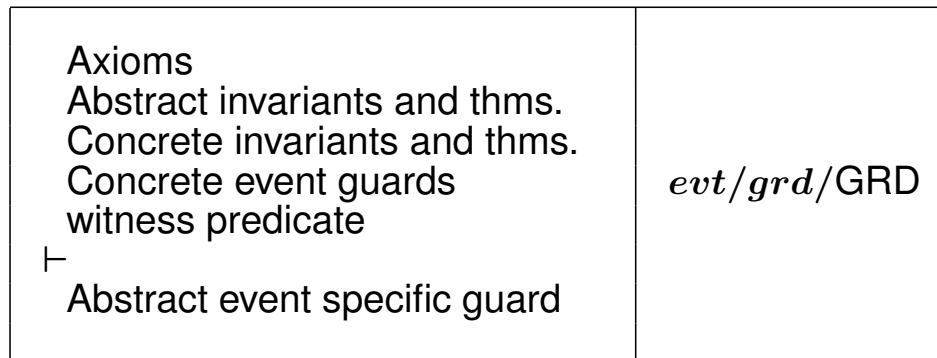 Axioms
Abstract invariants and thms.
Concrete invariants and thms.
Concrete event guards
witness predicate
⊢
Abstract event specific guard
evt/grd/GRD